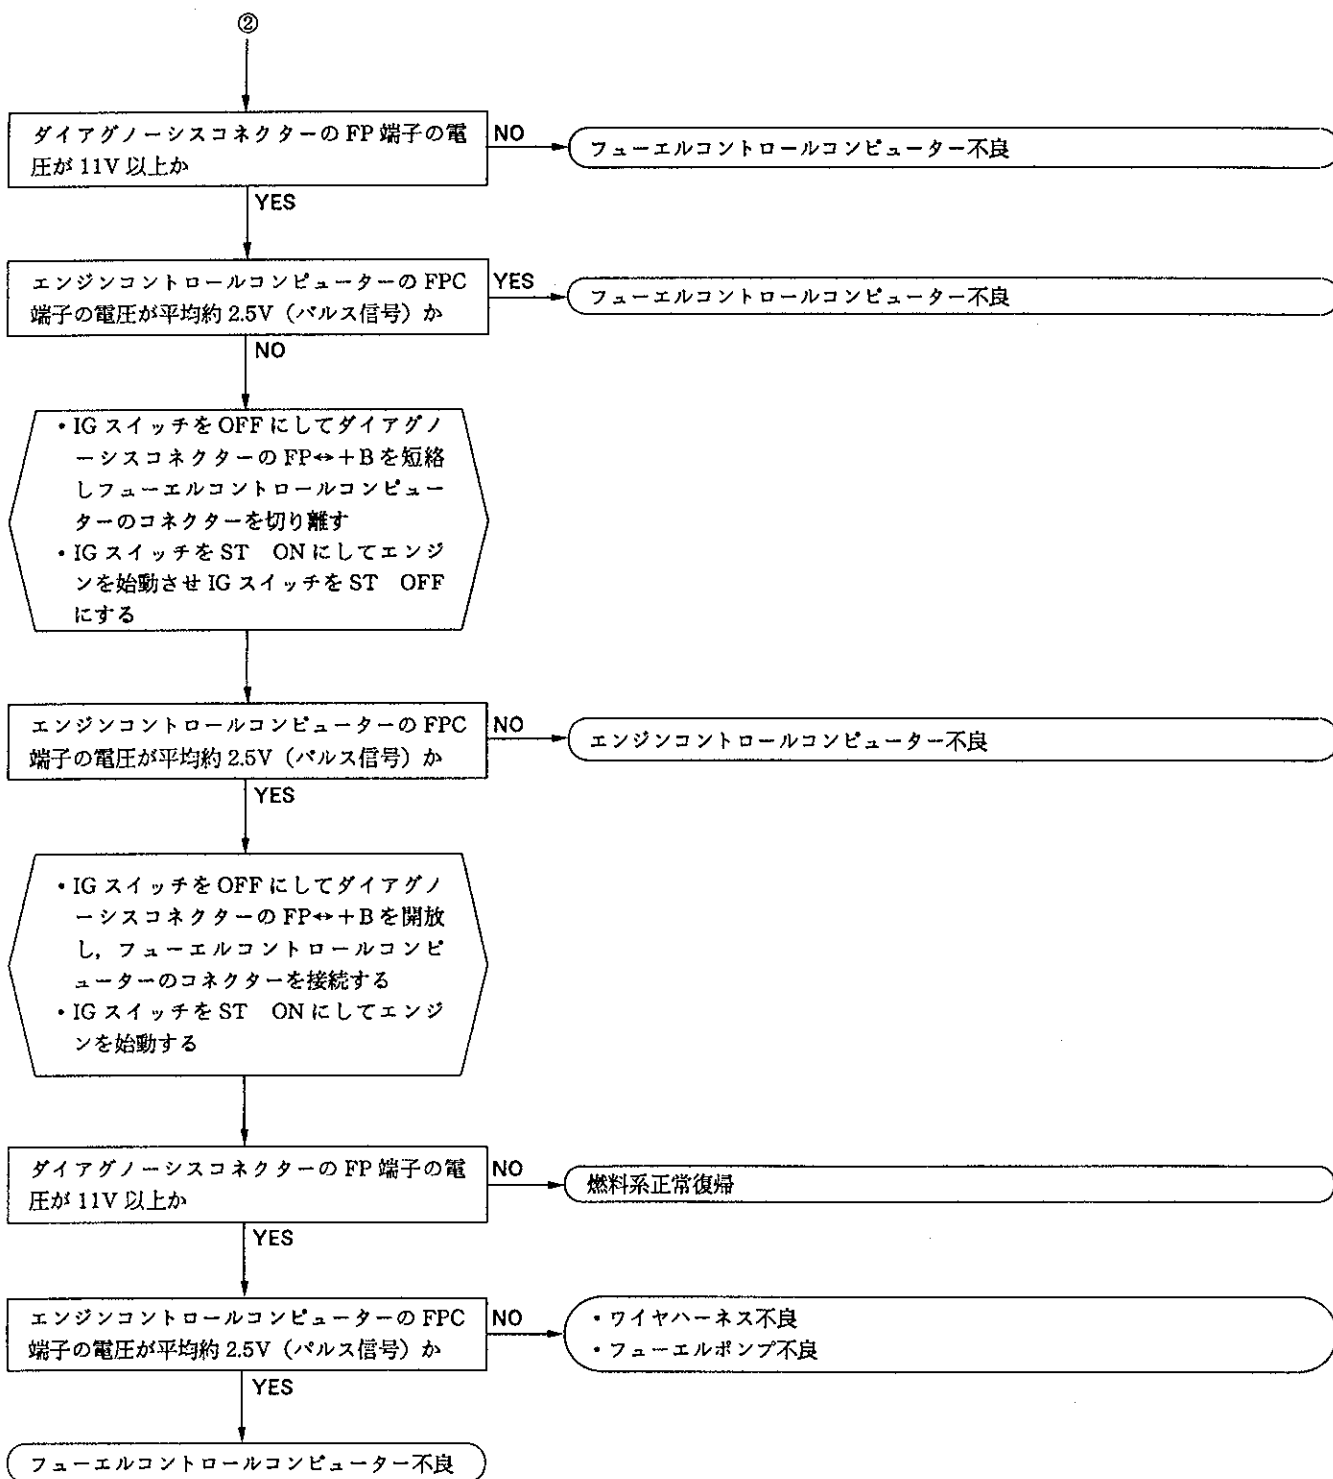 ②
ダイアグノーシスコネクターの FP 端子の電
圧が 11V 以上か
NO
フューエルコントロールコンピューター不良
YES
エンジンコントロールコンピューターの FPC
端子の電圧が平均約 2.5V（パルス信号）か
YES
フューエルコントロールコンピューター不良
NO
・IG スイッチを OFF にしてダイアグノ
ーシスコネクターの FP↔+B を短絡
しフューエルコントロールコンピュー
ターのコネクターを切り離す
・IG スイッチを ST　ON にしてエンジ
ンを始動させ IG スイッチを ST　OFF
にする
エンジンコントロールコンピューターの FPC
端子の電圧が平均約 2.5V（パルス信号）か
NO
エンジンコントロールコンピューター不良
YES
・IG スイッチを OFF にしてダイアグノ
ーシスコネクターの FP↔+B を開放
し，フューエルコントロールコンピ
ューターのコネクターを接続する
・IG スイッチを ST　ON にしてエンジ
ンを始動する
ダイアグノーシスコネクターの FP 端子の電
圧が 11V 以上か
NO
燃料系正常復帰
YES
エンジンコントロールコンピューターの FPC
端子の電圧が平均約 2.5V（パルス信号）か
NO
・ワイヤハーネス不良
・フューエルポンプ不良
YES
フューエルコントロールコンピューター不良